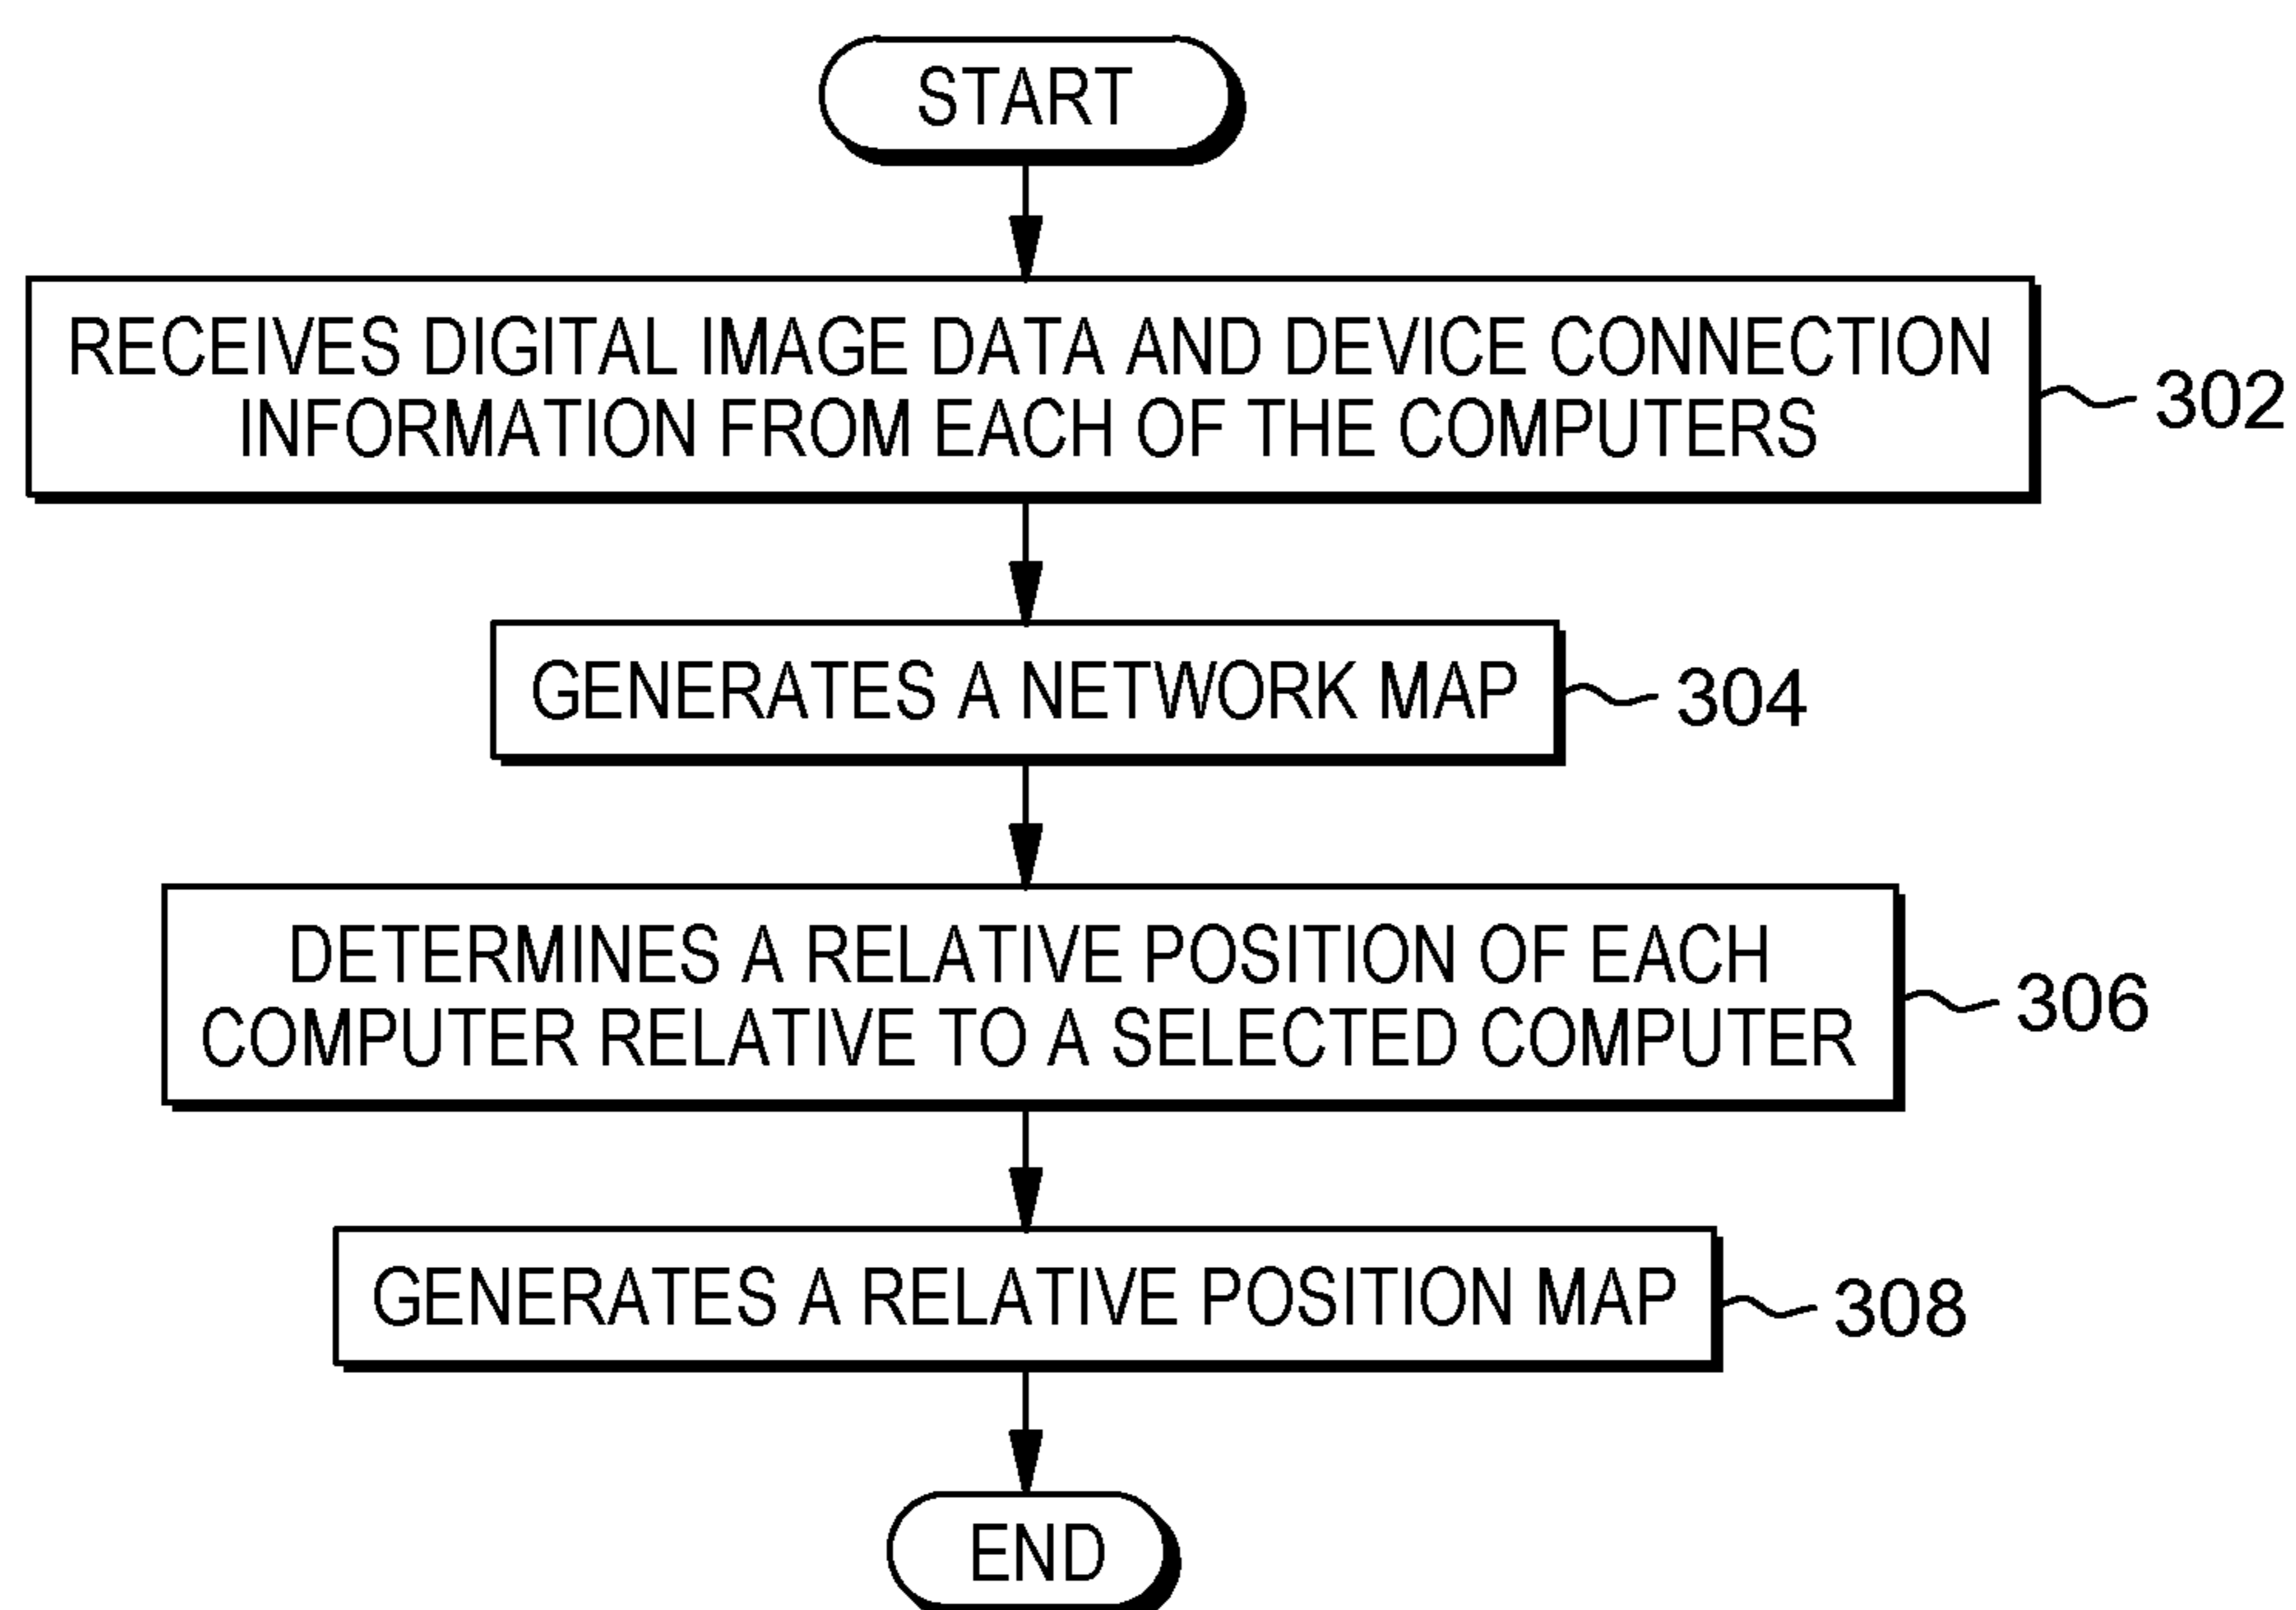 START
RECEIVES DIGITAL IMAGE DATA AND DEVICE CONNECTION
INFORMATION FROM EACH OF THE COMPUTERS
302
GENERATES A NETWORK MAP
304
DETERMINES A RELATIVE POSITION OF EACH
COMPUTER RELATIVE TO A SELECTED COMPUTER
306
GENERATES A RELATIVE POSITION MAP
308
END